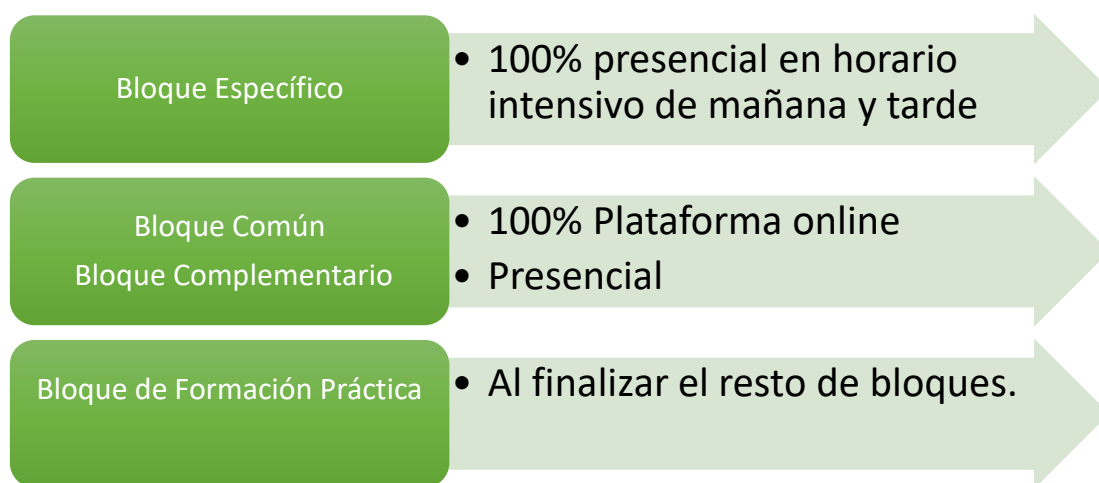 Bloque Específico
• 100% presencial en horario
intensivo de mañana y tarde
Bloque Común
Bloque Complementario
• 100% Plataforma online
• Presencial
Bloque de Formación Práctica
• Al finalizar el resto de bloques.